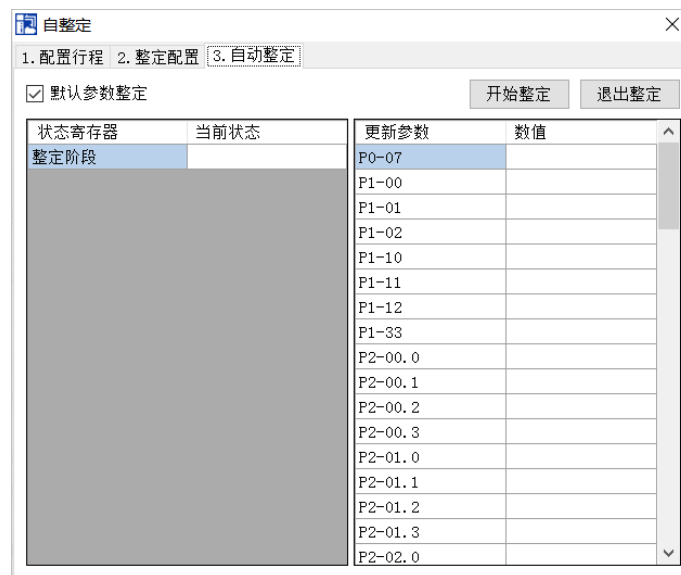 自整定
1.配置行程 2.整定配置 3.自动整定
默认参数整定 开始整定 退出整定
状态寄存器 当前状态 更新参数 数值
整定阶段 P0-07
P1-00
P1-01
P1-02
P1-10
P1-11
P1-12
P1-33
P2-00.0
P2-00.1
P2-00.2
P2-00.3
P2-01.0
P2-01.1
P2-01.2
P2-01.3
P2-02.0